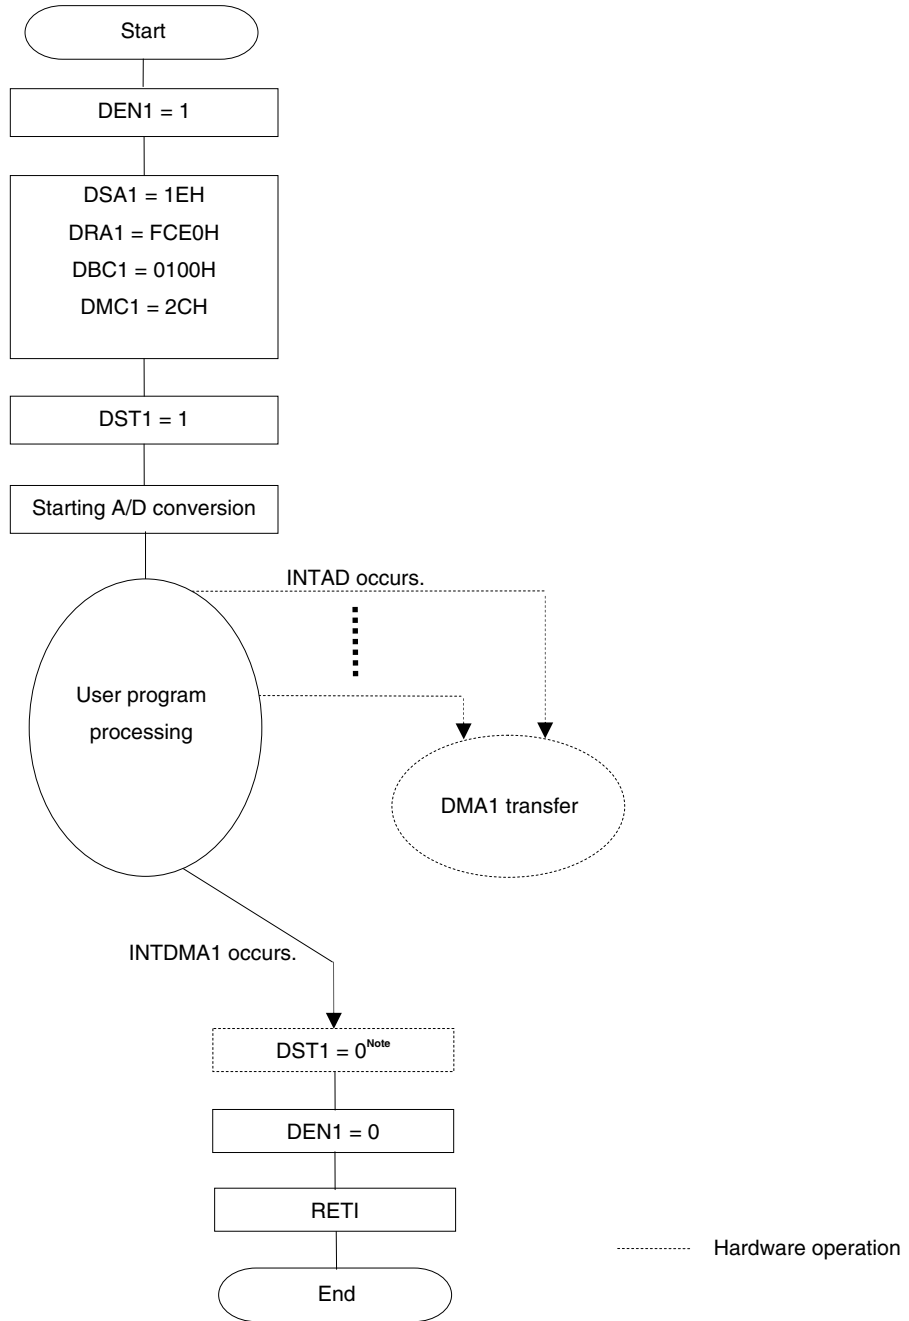 Start
DEN1 = 1
DSA1 = 1EH
DRA1 = FCE0H
DBC1 = 0100H
DMC1 = 2CH
DST1 = 1
Starting A/D conversion
INTAD occurs.
User program
processing
DMA1 transfer
INTDMA1 occurs.
DST1 = 0Note
DEN1 = 0
RETI
Hardware operation
End